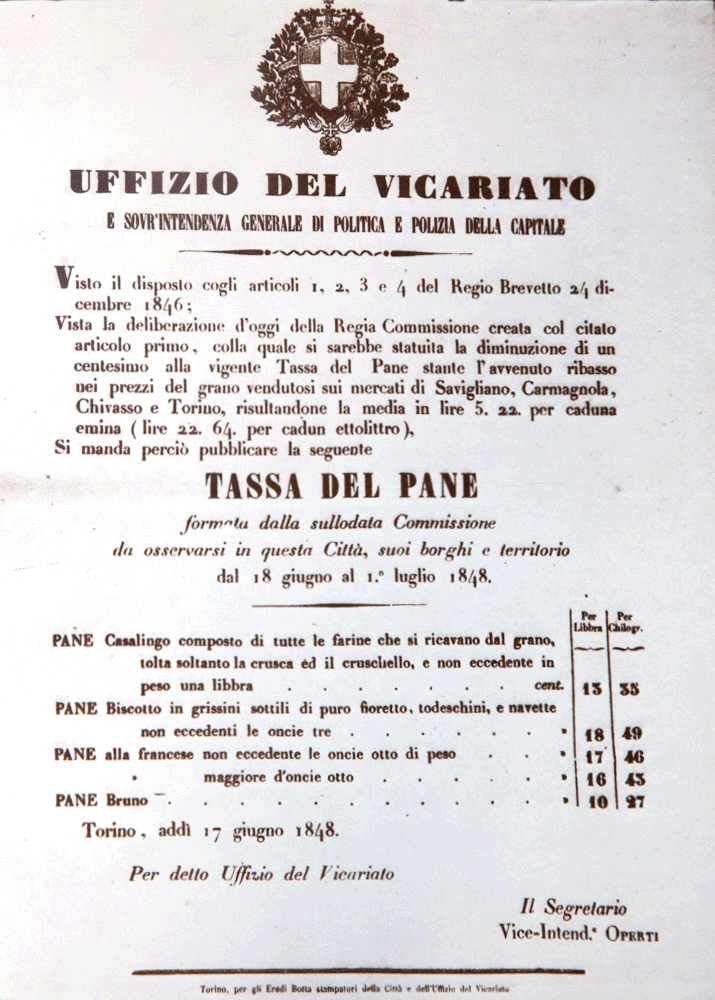 UFFIZIO DEL VICARIATO
E SOVR'INTENDENZA GENERALE DI POLITICA E POLIZIA DELLA CAPITALE
Visto il disposto cogli articoli 1, 2, 3 e 4 del Regio Brevetto 24 di-
cembre 1846;
Vista la deliberazione d'oggi della Regia Commissione creata col citato
articolo primo, colla quale si sarebbe statuita la diminuzione di un
centesimo alla vigente Tassa del Pane stante l'avvenuto ribasso
nei prezzi del grano vendutosi sui mercati di Savigliano, Carmagnola,
Chivasso e Torino, risultandone la media in lire 5. 22. per caduna
emina (lire 22. 64. per cadun ettolittro),
Si manda perciò pubblicare la seguente
TASSA DEL PANE
formata dalla sullodata Commissione
da osservarsi in questa Città, suoi borghi e territorio
dal 18 giugno al 1.º luglio 1848.
Per Libbra Per Chilogr.
PANE Casalingo composto di tutte le farine che si ricavano dal grano,
tolta soltanto la crusca ed il cruschello, e non eccedente in
peso una libbra . . . . . . . cent. 13 35
PANE Biscotto in grissini sottili di puro fioretto, todeschini, e navette
non eccedenti le oncie tre . . . . . . » 18 49
PANE alla francese non eccedente le oncie otto di peso . . » 17 46
» maggiore d'oncie otto . . . . . » 16 43
PANE Bruno . . . . . . . . . . . » 10 27
Torino, addì 17 giugno 1848.
Per detto Uffizio del Vicariato
Il Segretario
Vice-Intend.e OPERTI
Torino, per gli Eredi Botta stampatori della Città e dell'Uffizio del Vicariato